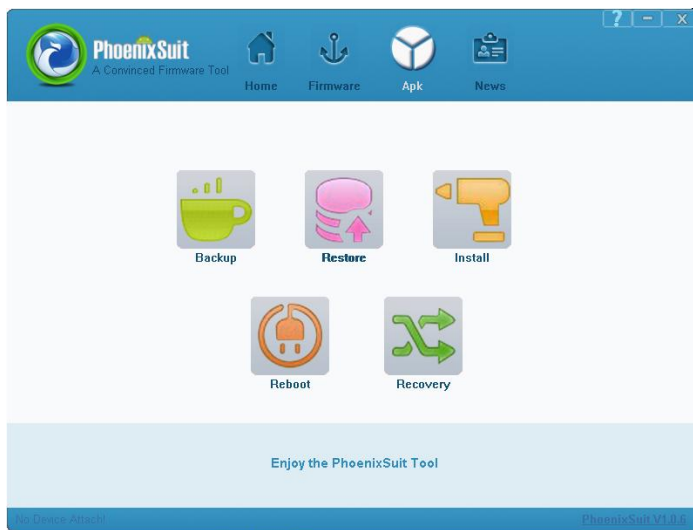 ? – x
PhoenixSuit
A Convinced Firmware Tool
Home Firmware Apk News
Backup Restore Install
Reboot Recovery
Enjoy the PhoenixSuit Tool
No Device Attach!
PhoenixSuit V1.0.6